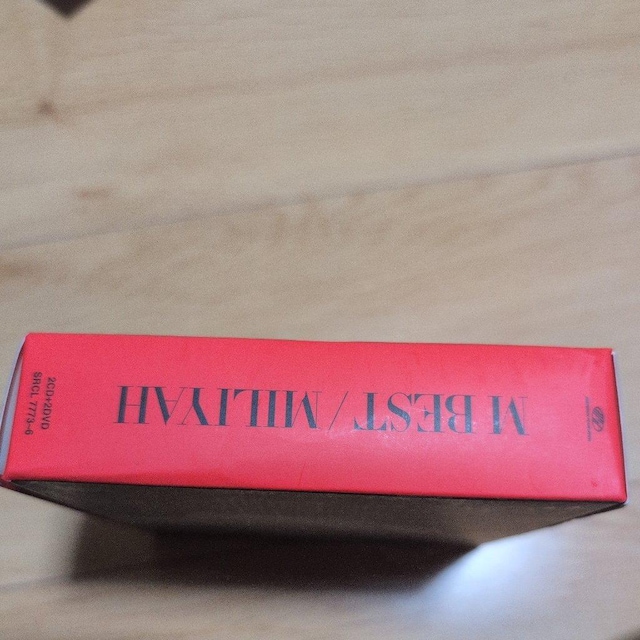 M BEST / MILIYAH
2CD+2DVD
SRCL 7773~6